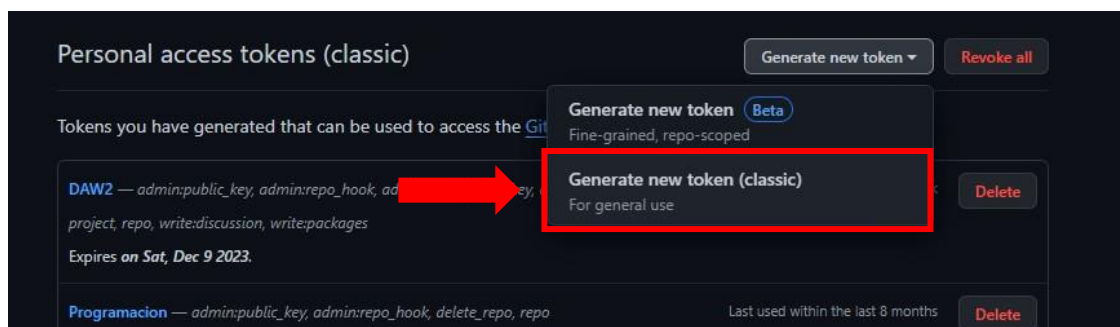 Personal access tokens (classic)
Generate new token
Revoke all
Generate new token Beta
Fine-grained, repo-scoped
Generate new token (classic)
For general use
Tokens you have generated that can be used to access the Git
DAW2 — admin:public_key, admin:repo_hook,
project, repo, write:discussion, write:packages
Expires on Sat, Dec 9 2023.
Delete
Programacion — admin:public_key, admin:repo_hook, delete_repo, repo
Last used within the last 8 months
Delete